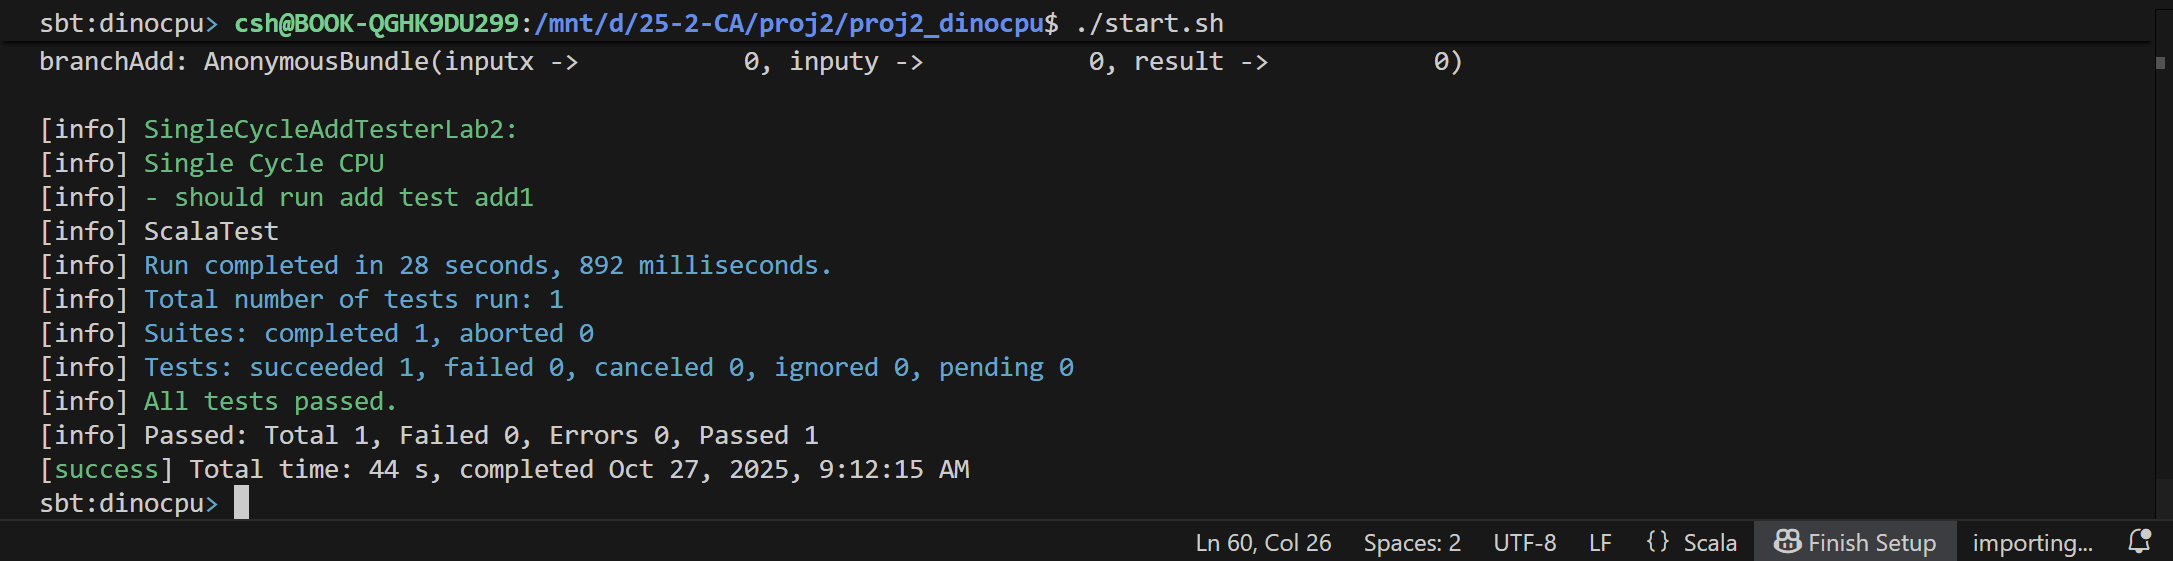 sbt:dinocpu> csh@BOOK-QGHK9DU299:/mnt/d/25-2-CA/proj2/proj2_dinocpu$ ./start.sh
branchAdd: AnonymousBundle(inputx ->           0, inputy ->           0, result ->           0)
[info] SingleCycleAddTesterLab2:
[info] Single Cycle CPU
[info] - should run add test add1
[info] ScalaTest
[info] Run completed in 28 seconds, 892 milliseconds.
[info] Total number of tests run: 1
[info] Suites: completed 1, aborted 0
[info] Tests: succeeded 1, failed 0, canceled 0, ignored 0, pending 0
[info] All tests passed.
[info] Passed: Total 1, Failed 0, Errors 0, Passed 1
[success] Total time: 44 s, completed Oct 27, 2025, 9:12:15 AM
sbt:dinocpu>
Ln 60, Col 26 Spaces: 2 UTF-8 LF {} Scala Finish Setup importing...